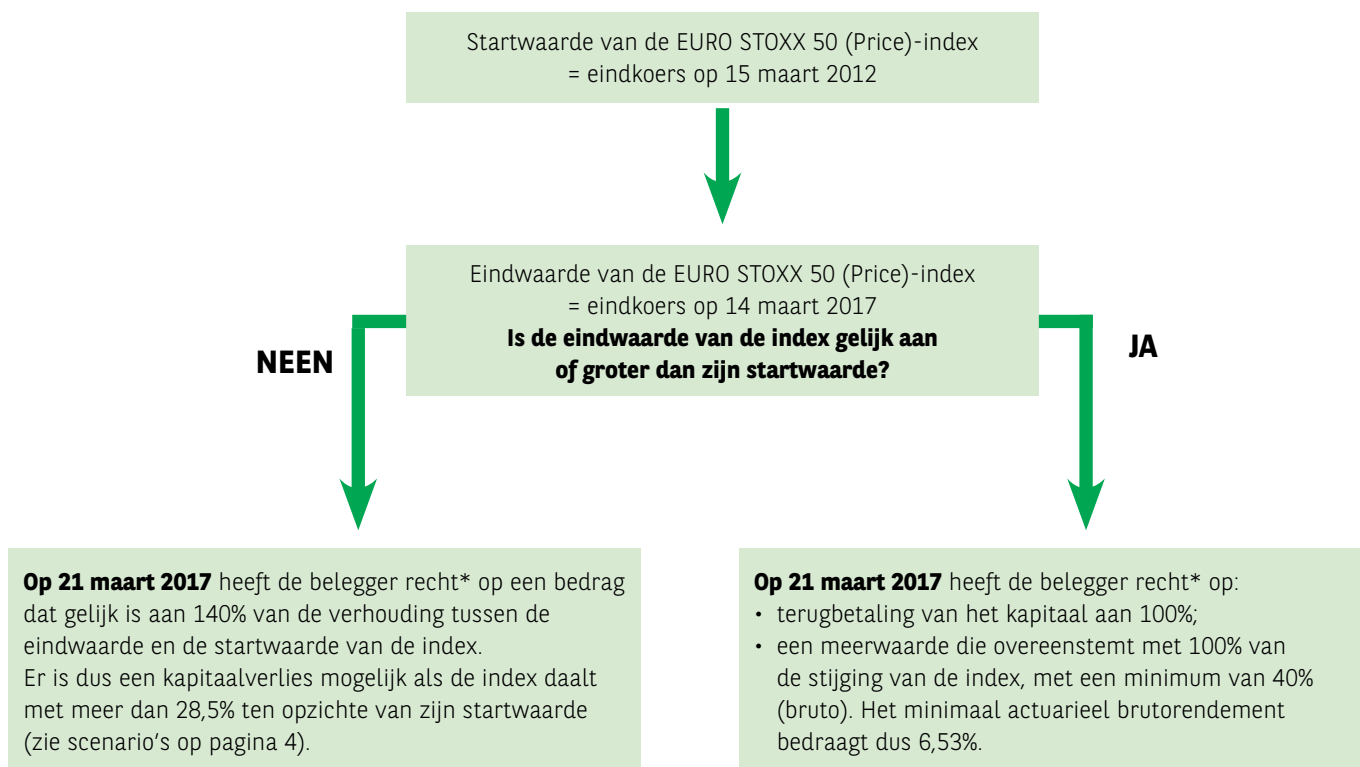 Startwaarde van de EURO STOXX 50 (Price)-index
= eindkoers op 15 maart 2012
Eindwaarde van de EURO STOXX 50 (Price)-index
= eindkoers op 14 maart 2017
Is de eindwaarde van de index gelijk aan
of groter dan zijn startwaarde?
NEEN
JA
Op 21 maart 2017 heeft de belegger recht* op een bedrag
dat gelijk is aan 140% van de verhouding tussen de
eindwaarde en de startwaarde van de index.
Er is dus een kapitaalverlies mogelijk als de index daalt
met meer dan 28,5% ten opzichte van zijn startwaarde
(zie scenario's op pagina 4).
Op 21 maart 2017 heeft de belegger recht* op:
• terugbetaling van het kapitaal aan 100%;
• een meerwaarde die overeenstemt met 100% van
de stijging van de index, met een minimum van 40%
(bruto). Het minimaal actuarieel brutorendement
bedraagt dus 6,53%.